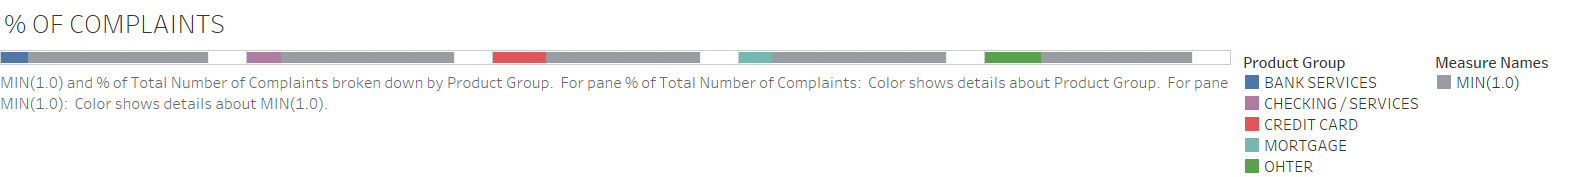 % OF COMPLAINTS
MIN(1.0) and % of Total Number of Complaints broken down by Product Group.  For pane % of Total Number of Complaints:  Color shows details about Product Group.  For pane
MIN(1.0):  Color shows details about MIN(1.0).
Product Group
BANK SERVICES
CHECKING / SERVICES
CREDIT CARD
MORTGAGE
OHTER
Measure Names
MIN(1.0)